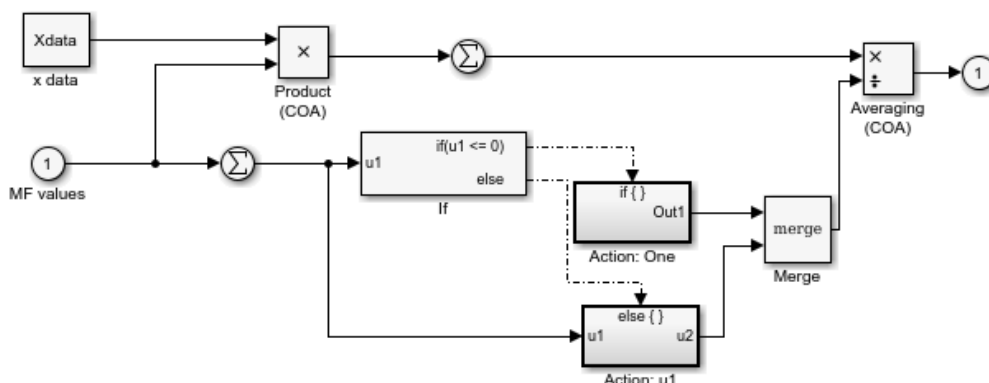 Xdata
x data
×
Product
(COA)
Σ
×
÷
Averaging
(COA)
1
1
MF values
Σ
u1
if(u1 <= 0)
else
If
if { }
Out1
Action: One
merge
Merge
else { }
u1
u2
Action: u1